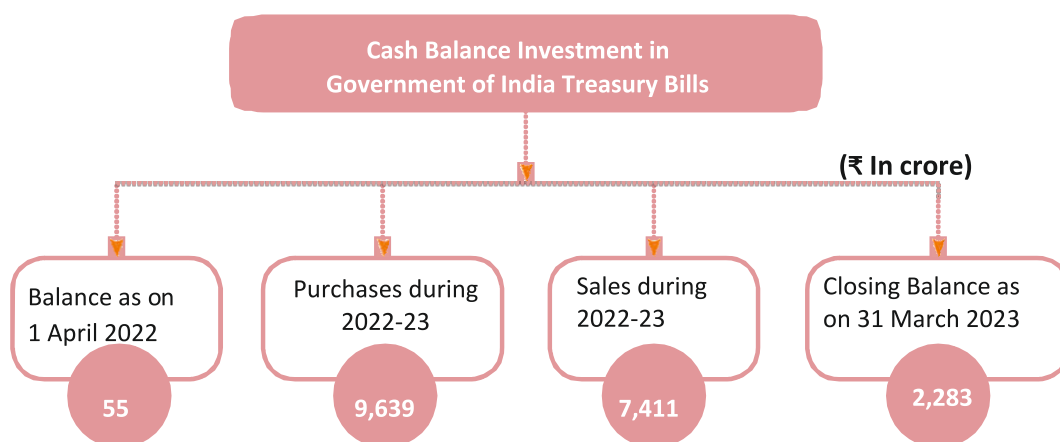 Cash Balance Investment in
Government of India Treasury Bills
(₹ In crore)
Balance as on
1 April 2022
55
Purchases during
2022-23
9,639
Sales during
2022-23
7,411
Closing Balance as
on 31 March 2023
2,283